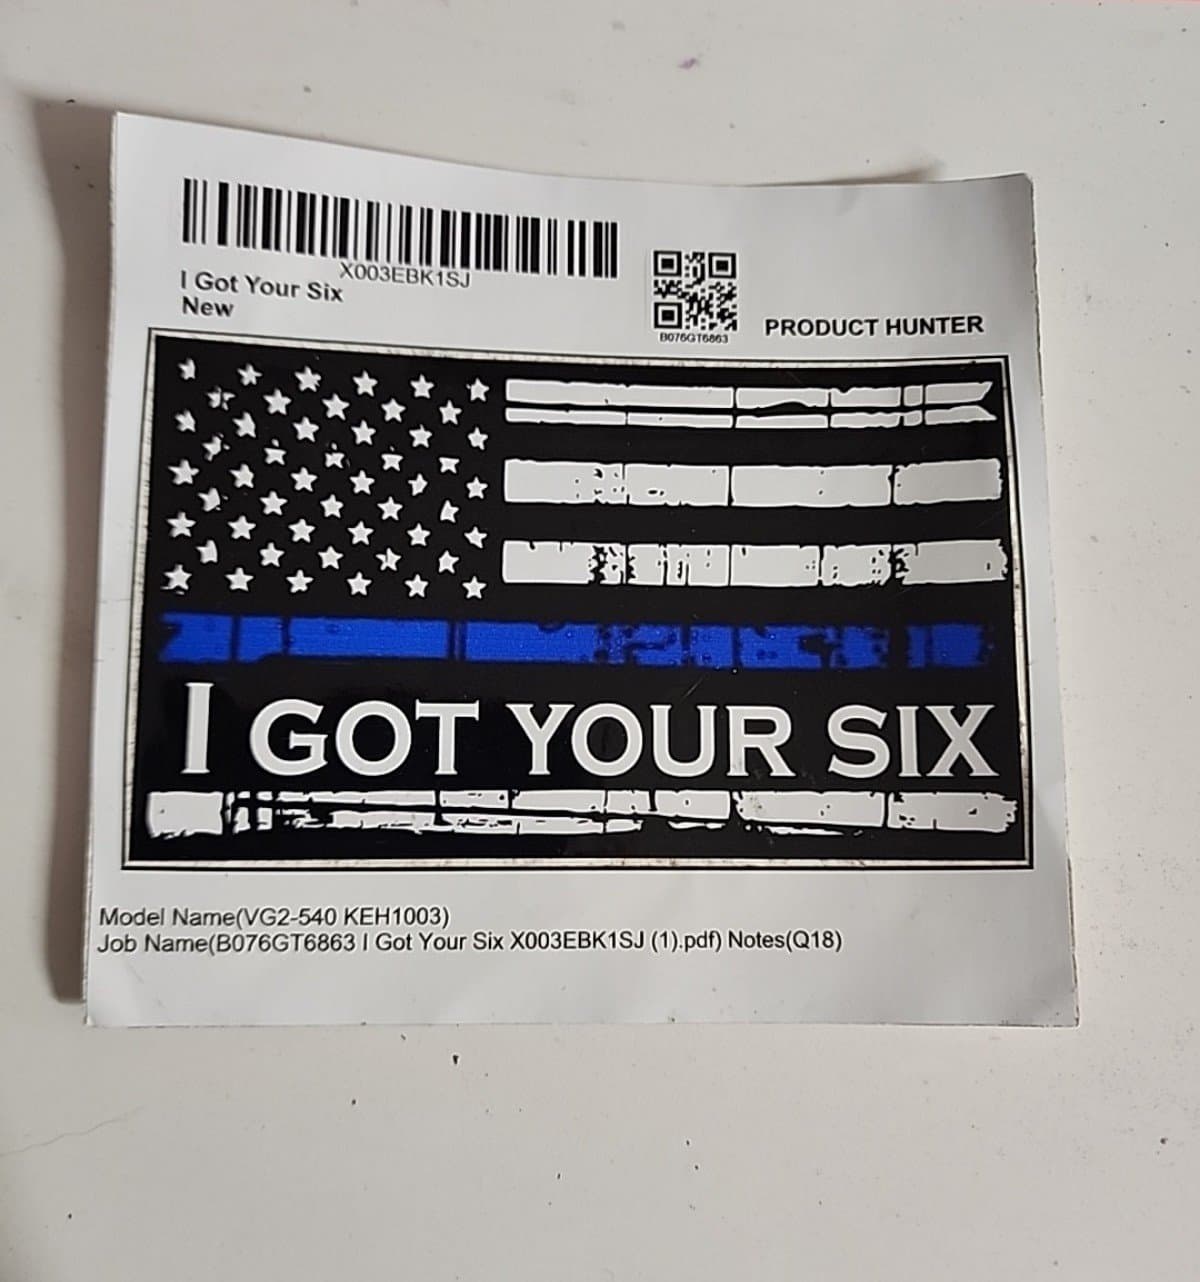 X003EBK1SJ
I Got Your Six
New
B076GT6863
PRODUCT HUNTER
I GOT YOUR SIX
Model Name(VG2-540 KEH1003)
Job Name(B076GT6863 I Got Your Six X003EBK1SJ (1).pdf) Notes(Q18)